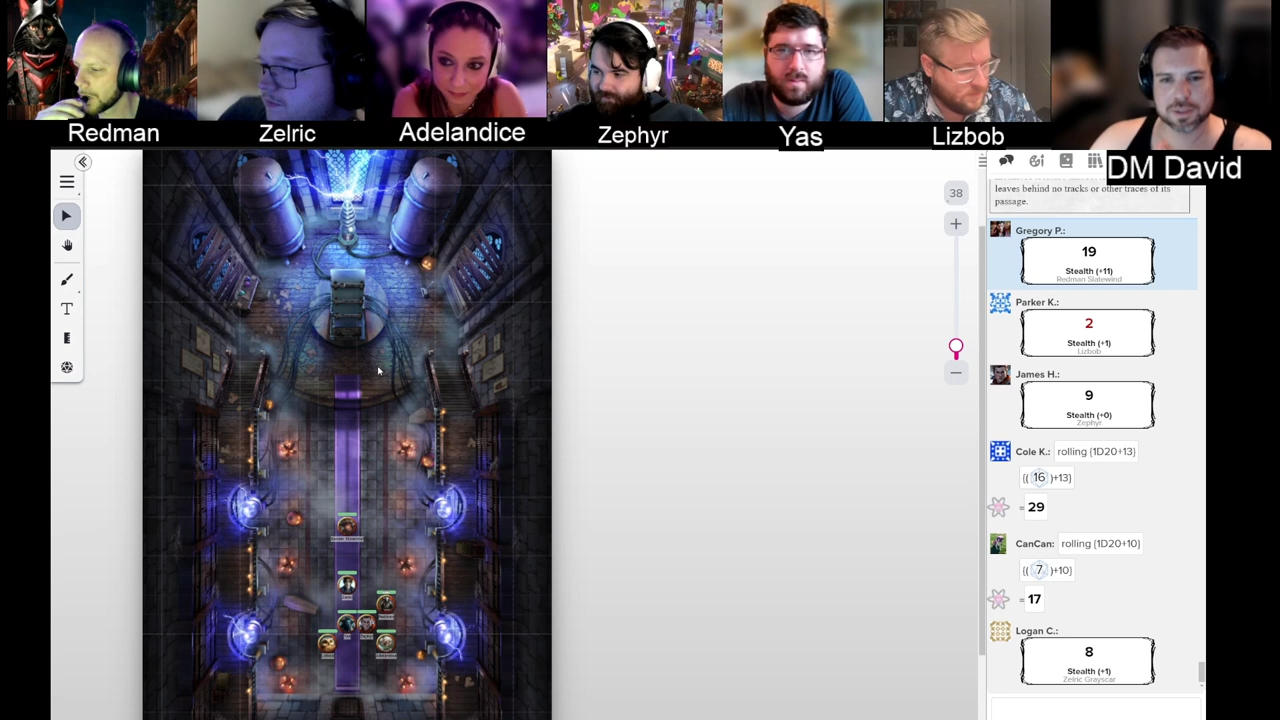 Redman
Zelric
Adelandice
Zephyr
Yas
Lizbob
DM David
38
T
leaves behind no tracks or other traces of its
passage.
Gregory P.:
19
Stealth (+11)
Redman Slatewind
Parker K.:
2
Stealth (+1)
Lizbob
James H.:
9
Stealth (+0)
Zephyr
Cole K.: rolling {1D20+13}
{( 16 )+13}
= 29
CanCan: rolling {1D20+10}
{( 7 )+10}
= 17
Logan C.:
8
Stealth (+1)
Zelric Grayscar